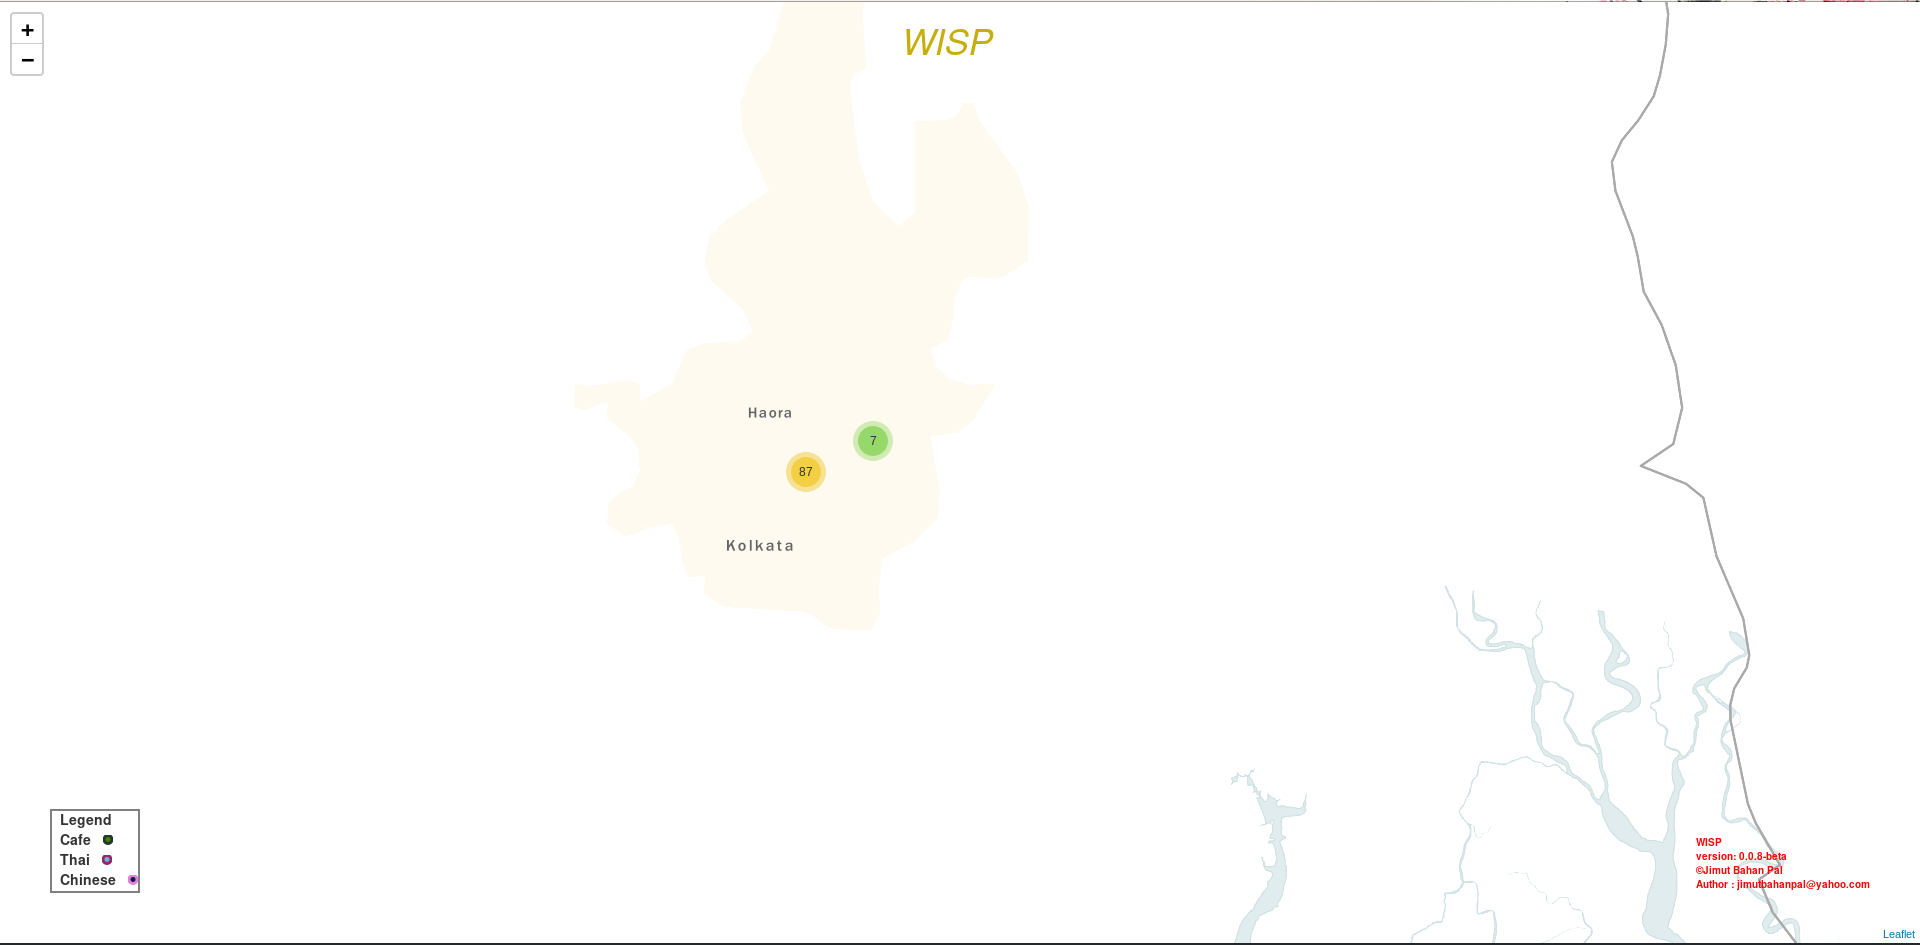 +
−
WISP
Haora
7
87
Kolkata
Legend
Cafe
Thai
Chinese
WISP
version: 0.0.8-beta
©Jimut Bahan Pal
Author : jimutbahanpal@yahoo.com
Leaflet